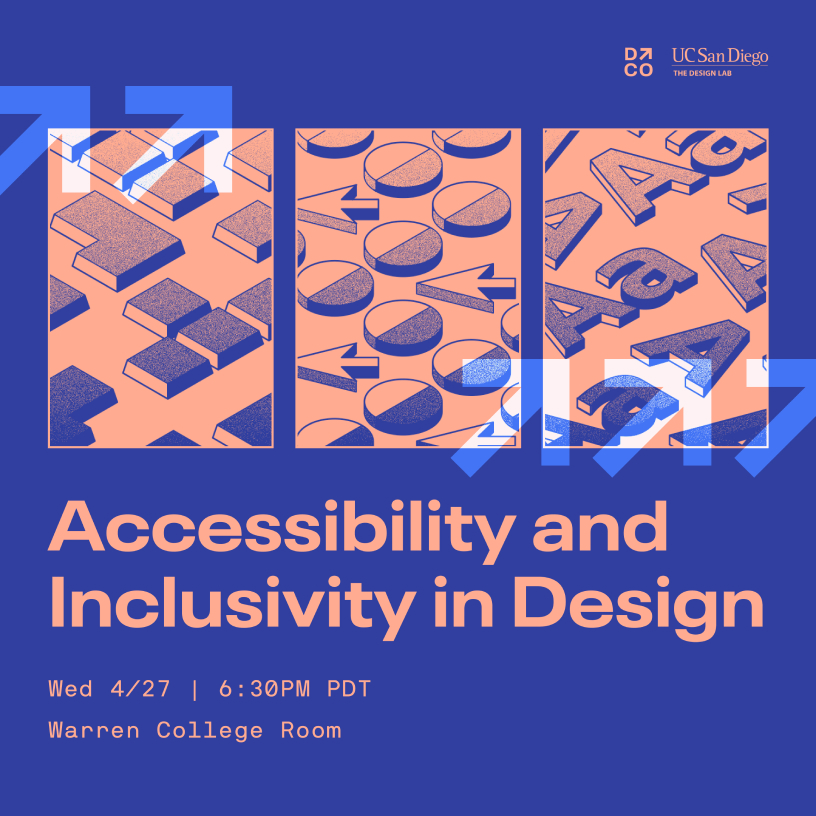 D↗
CO
UC San Diego
THE DESIGN LAB
Accessibility and
Inclusivity in Design
Wed 4/27 | 6:30PM PDT
Warren College Room